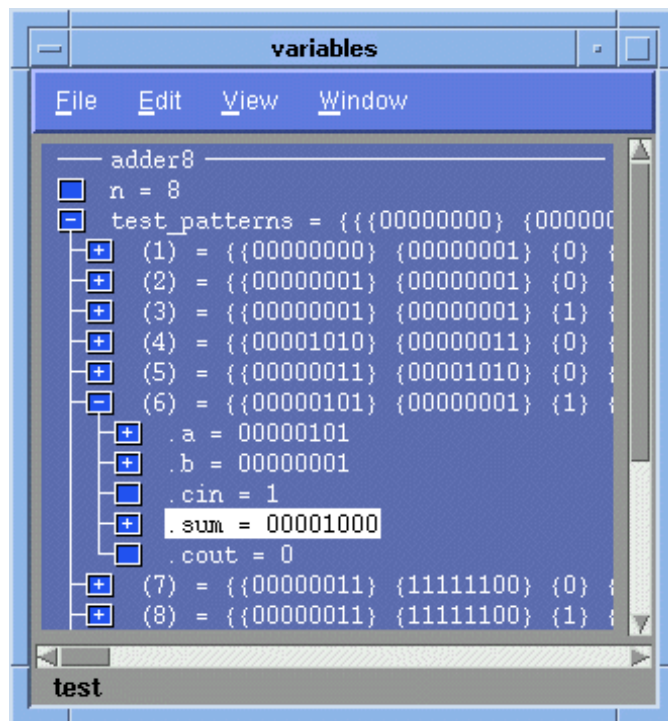 variables
File Edit View Window
adder8
n = 8
test_patterns = {{{00000000} {000000
(1) = {{00000000} {00000001} {0} {
(2) = {{00000001} {00000001} {0} {
(3) = {{00000001} {00000001} {1} {
(4) = {{00001010} {00000011} {0} {
(5) = {{00000011} {00001010} {0} {
(6) = {{00000101} {00000001} {1} {
.a = 00000101
.b = 00000001
.cin = 1
.sum = 00001000
.cout = 0
(7) = {{00000011} {11111100} {0} {
(8) = {{00000011} {11111100} {1} {
test